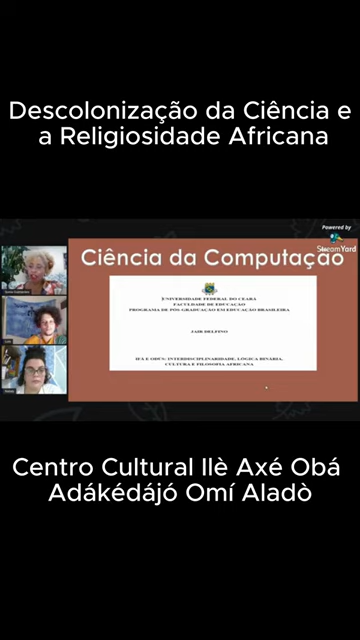 Descolonização da Ciência e
a Religiosidade Africana
Powered by
StreamYard
Ciência da Computação
UNIVERSIDADE FEDERAL DO CEARÁ
FACULDADE DE EDUCAÇÃO
PROGRAMA DE PÓS-GRADUAÇÃO EM EDUCAÇÃO BRASILEIRA
JAIR DELFINO
IFÁ E ODUS: INTERDISCIPLINARIDADE, LÓGICA BINÁRIA,
CULTURA E FILOSOFIA AFRICANA
Centro Cultural Ilè Axé Obá
Adákédájó Omí Aladò